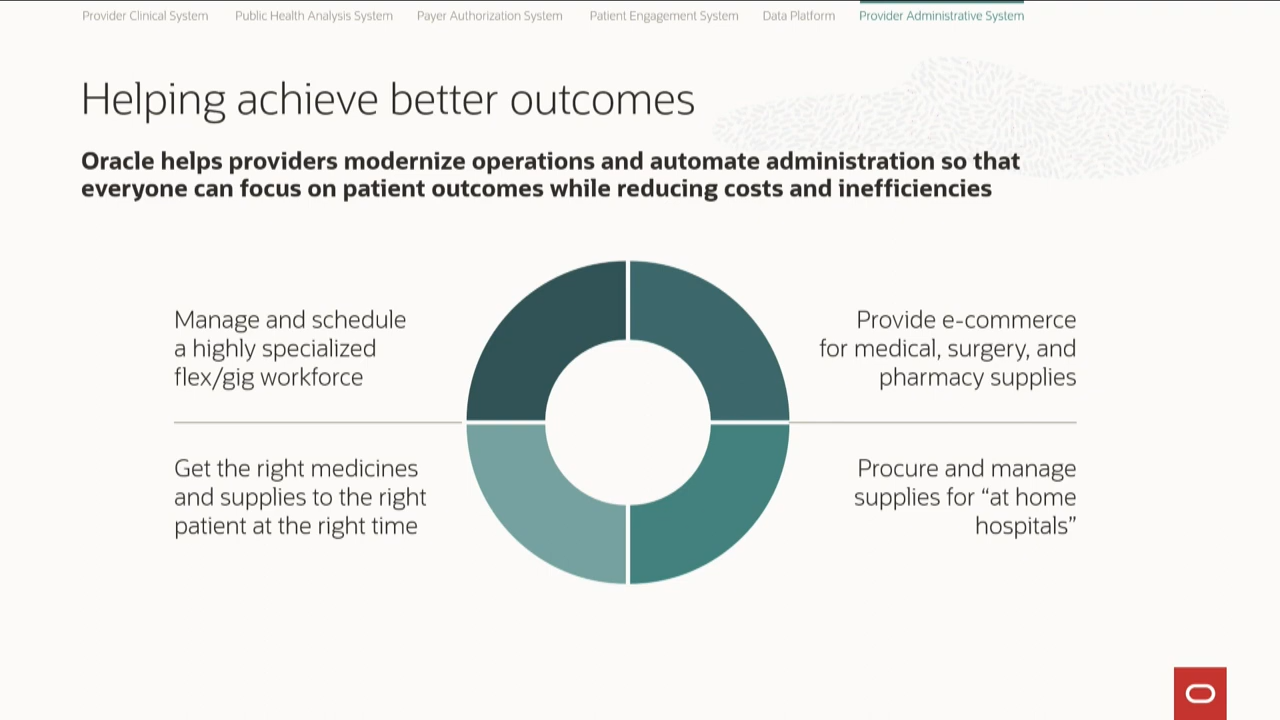 Provider Clinical System
Public Health Analysis System
Payer Authorization System
Patient Engagement System
Data Platform
Provider Administrative System
Helping achieve better outcomes
Oracle helps providers modernize operations and automate administration so that
everyone can focus on patient outcomes while reducing costs and inefficiencies
Manage and schedule
a highly specialized
flex/gig workforce
Provide e-commerce
for medical, surgery, and
pharmacy supplies
Get the right medicines
and supplies to the right
patient at the right time
Procure and manage
supplies for “at home
hospitals”